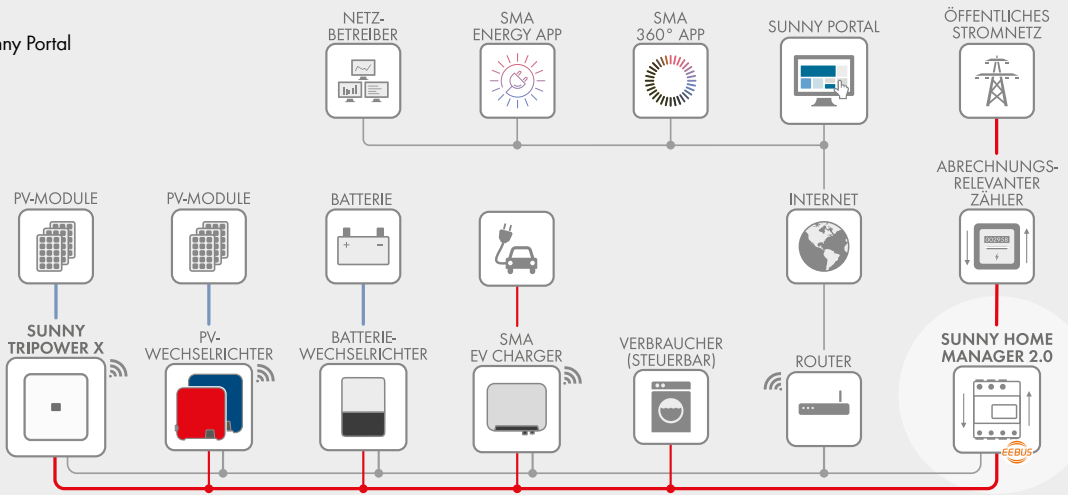 nny Portal
NETZ-
BETREIBER
SMA
ENERGY APP
SMA
360° APP
SUNNY PORTAL
ÖFFENTLICHES
STROMNETZ
PV-MODULE
PV-MODULE
BATTERIE
INTERNET
ABRECHNUNGS-
RELEVANTER
ZÄHLER
SUNNY
TRIPOWER X
PV-
WECHSELRICHTER
BATTERIE-
WECHSELRICHTER
SMA
EV CHARGER
VERBRAUCHER
(STEUERBAR)
ROUTER
SUNNY HOME
MANAGER 2.0
EEBUS